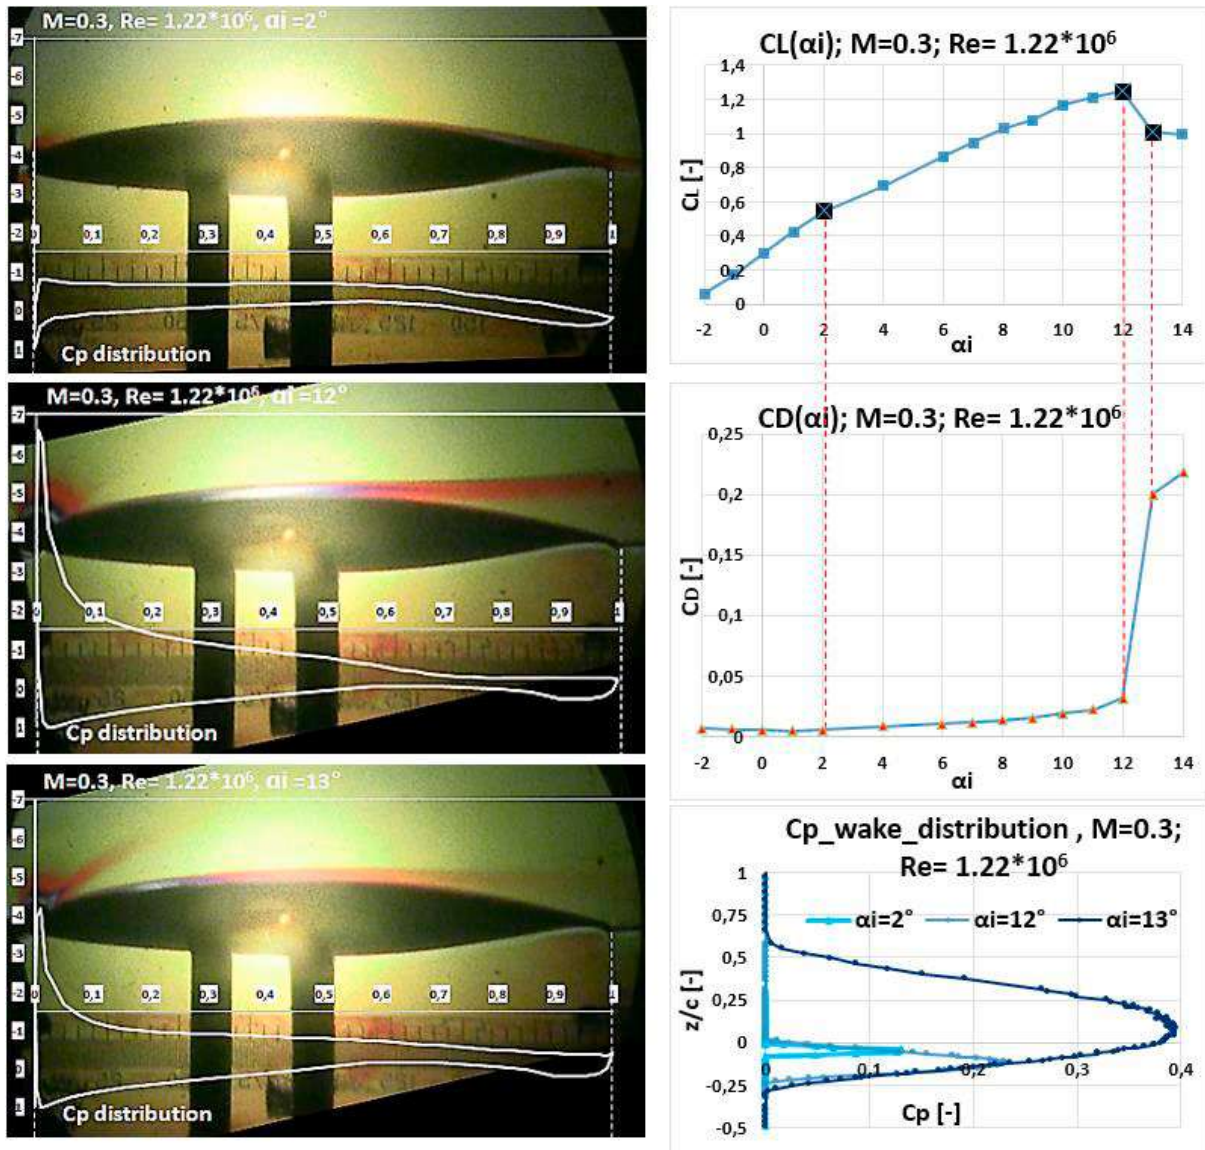 M=0.3, Re= 1.22*10⁶, αi =2°
-7
-6
-5
-4
-3
-2
0 0,1 0,2 0,3 0,4 0,5 0,6 0,7 0,8 0,9 1
-1
0
1
Cp distribution
M=0.3, Re= 1.22*10⁶, αi =12°
-7
-6
-5
-4
-3
-2
0 0,1 0,2 0,3 0,4 0,5 0,6 0,7 0,8 0,9 1
-1
0
1
Cp distribution
M=0.3, Re= 1.22*10⁶, αi =13°
-7
-6
-5
-4
-3
-2
0 0,1 0,2 0,3 0,4 0,5 0,6 0,7 0,8 0,9 1
-1
0
1
Cp distribution
CL(αi); M=0.3; Re= 1.22*10⁶
1,4
1,2
1
0,8
0,6
0,4
0,2
0
CL [-]
-2 0 2 4 6 8 10 12 14
αi
CD(αi); M=0.3; Re= 1.22*10⁶
0,25
0,2
0,15
0,1
0,05
0
CD [-]
-2 0 2 4 6 8 10 12 14
αi
Cp_wake_distribution , M=0.3;
Re= 1.22*10⁶
αi=2° αi=12° αi=13°
1
0,75
0,5
0,25
0
-0,25
-0,5
z/c [-]
0 0,1 0,2 0,3 0,4
Cp [-]